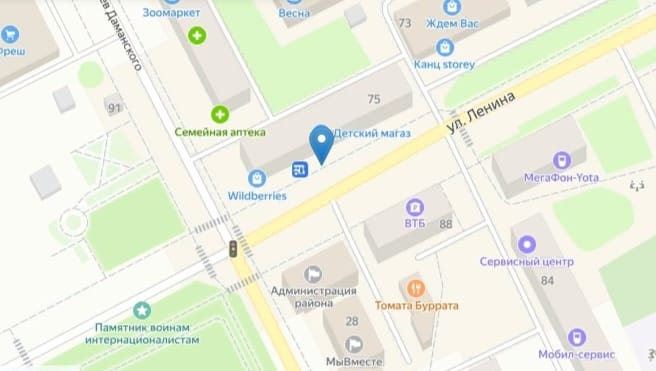 Зоомаркет
Весна
73
Ждем Вас
Канц storey
Фреш
Даманского
91
75
ул. Ленина
Семейная аптека
Детский магаз
Wildberries
МегаФон-Yota
ВТБ
88
Сервисный центр
84
Администрация
района
Томата Буррата
28
МыВместе
Памятник воинам
интернационалистам
Мобил-сервис